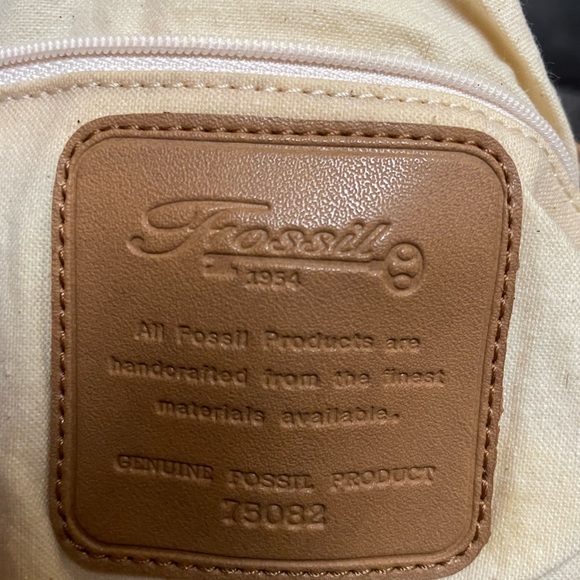 Fossil
1954
All Fossil Products are
handcrafted from the finest
materials available.
GENUINE FOSSIL PRODUCT
75082